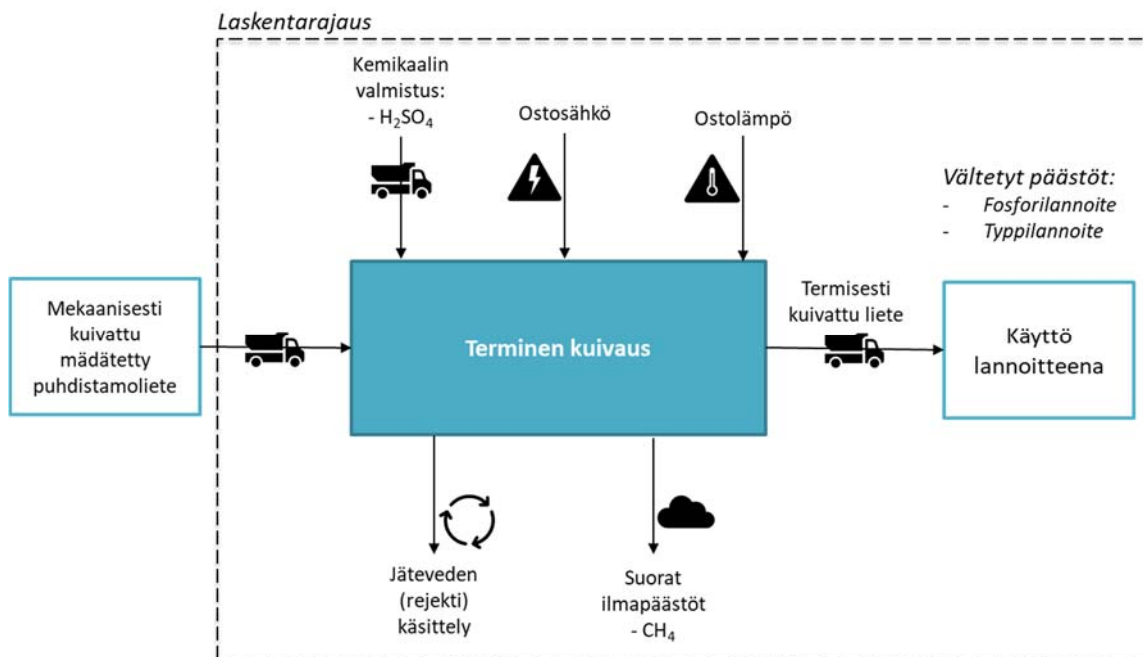 Laskentarajaus
Kemikaalin
valmistus:
- H₂SO₄
Ostosähkö
Ostolämpö
Vältetyt päästöt:
- Fosforilannoite
- Typpilannoite
Mekaanisesti
kuivattu
mädätetty
puhdistamoliete
Terminen kuivaus
Termisesti
kuivattu liete
Käyttö
lannoitteena
Jäteveden
(rejekti)
käsittely
Suorat
ilmapäästöt
- CH₄